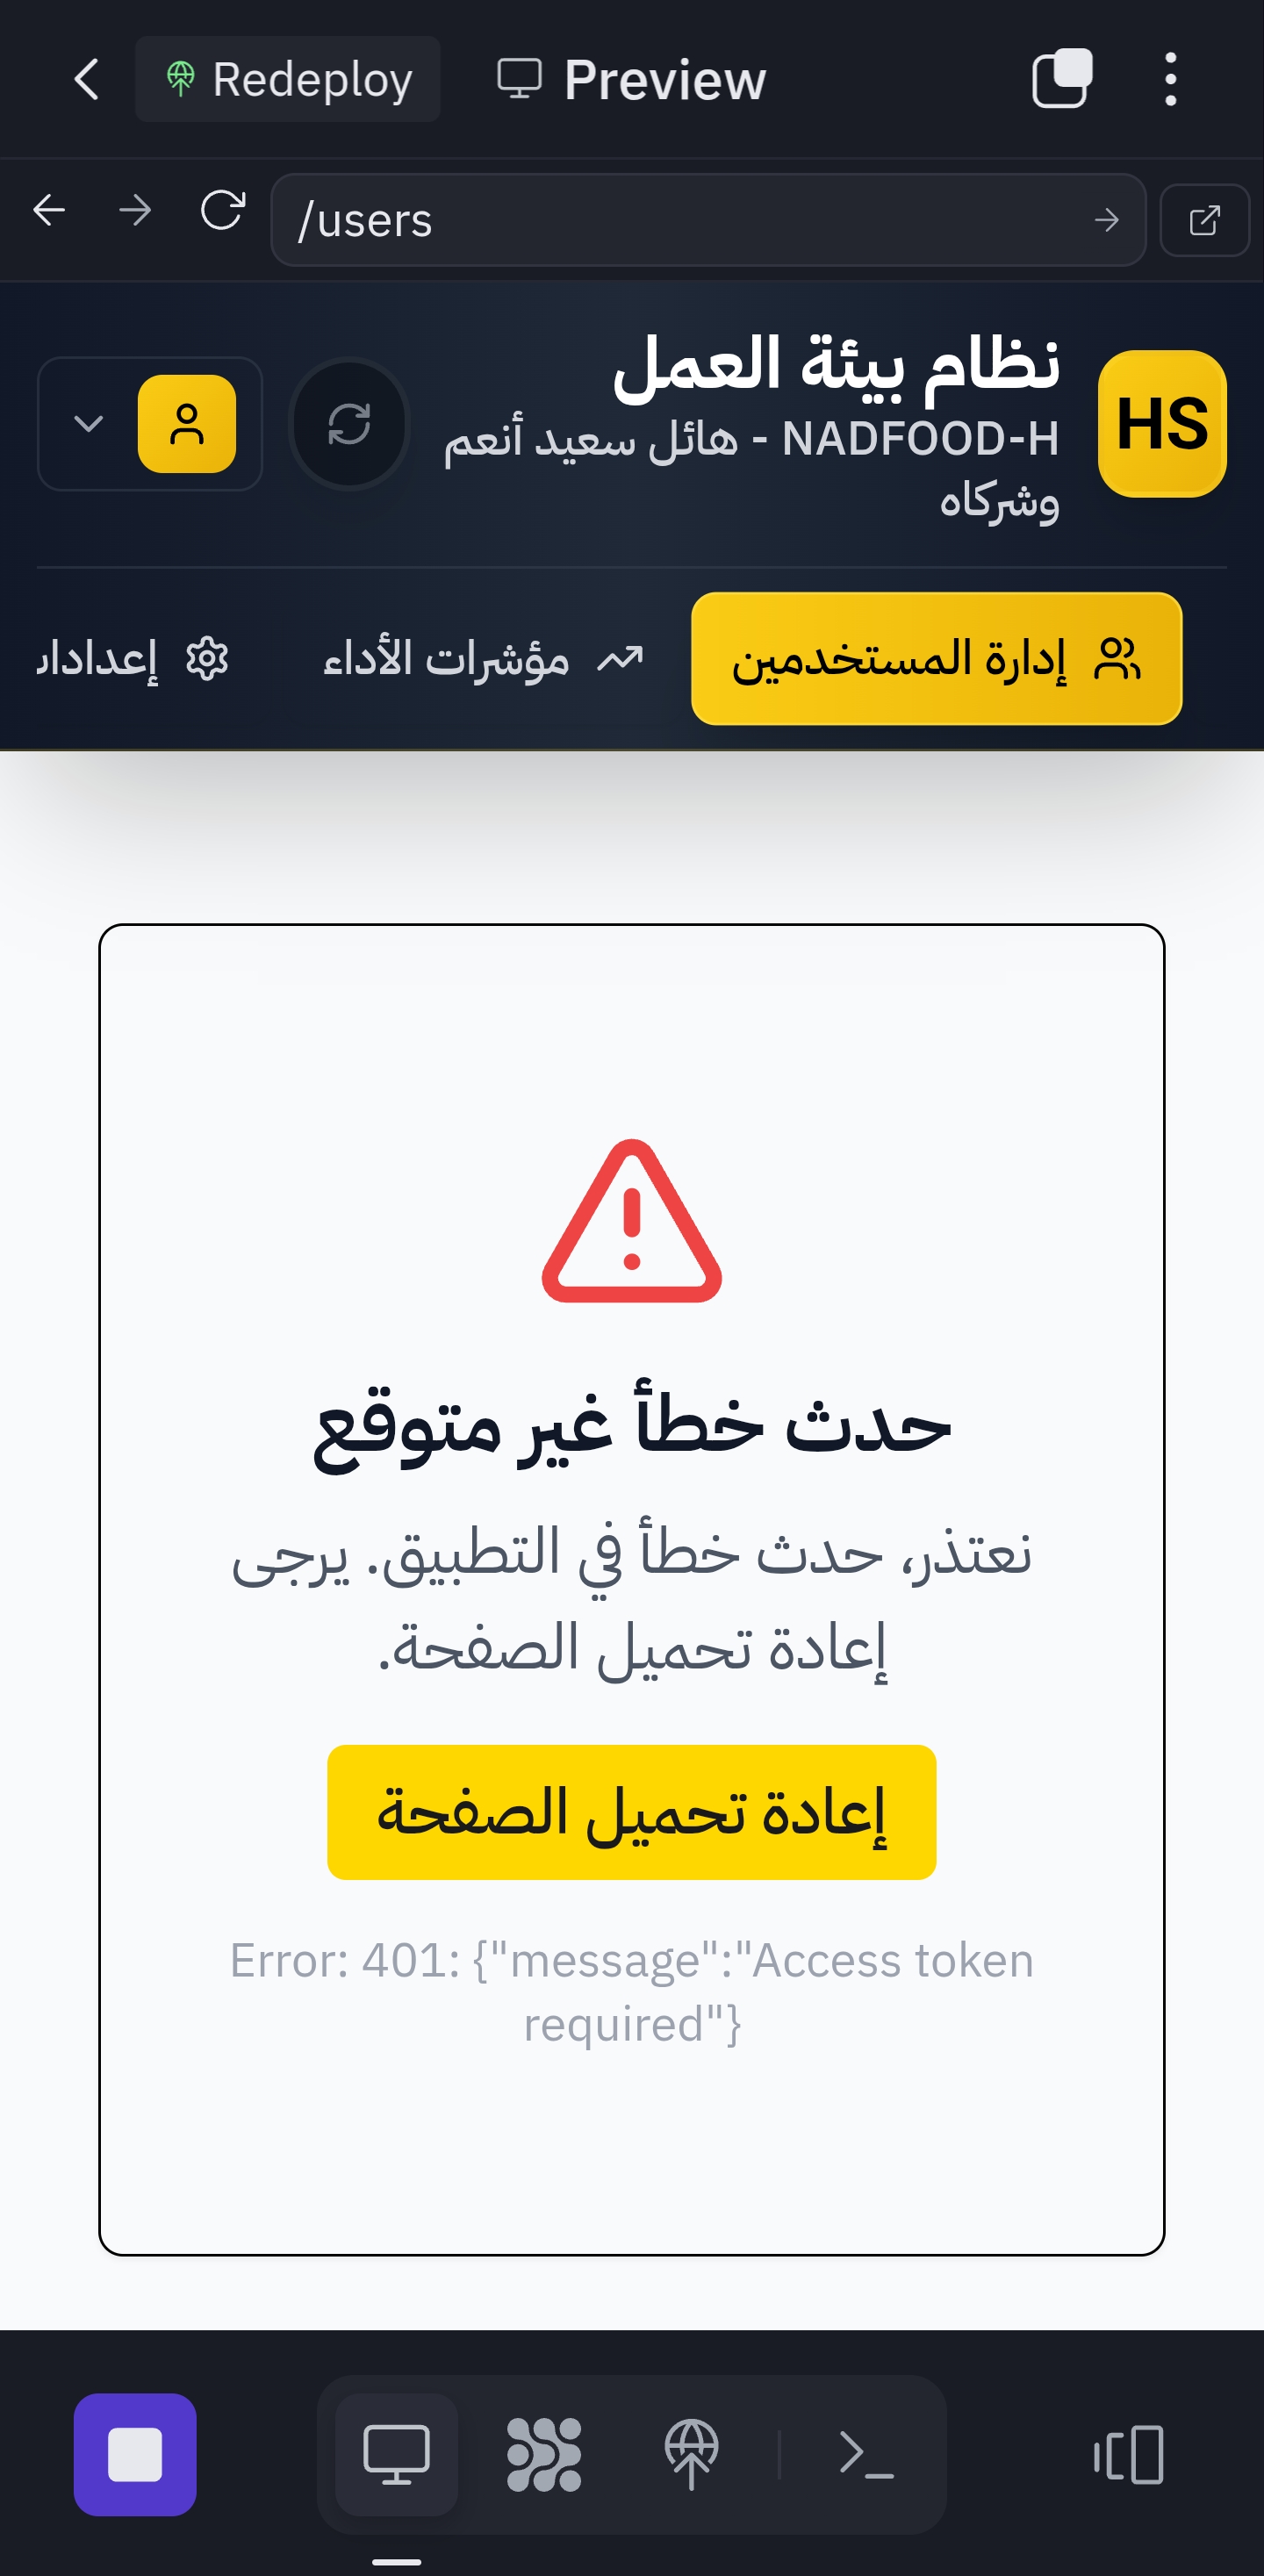 Redeploy
Preview
/users
HS
نظام بيئة العمل
NADFOOD-H - هائل سعيد أنعم
وشركاه
إدارة المستخدمين
مؤشرات الأداء
حدث خطأ غير متوقع
نعتذر، حدث خطأ في التطبيق. يرجى
إعادة تحميل الصفحة.
إعادة تحميل الصفحة
Error: 401: {"message":"Access token
required"}